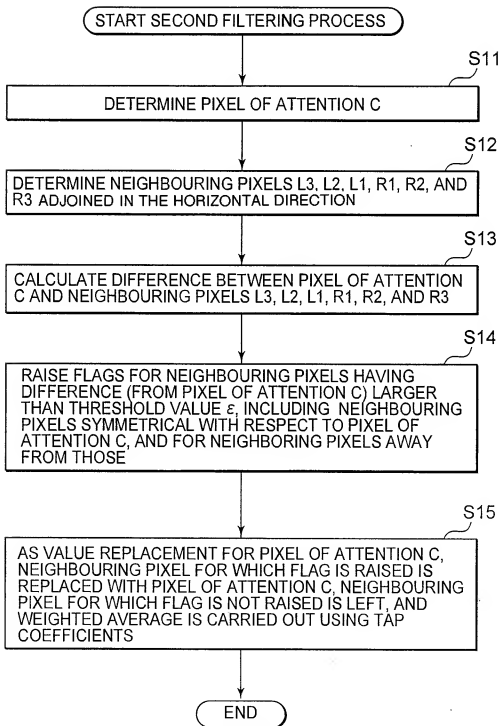 START SECOND FILTERING PROCESS
S11
DETERMINE PIXEL OF ATTENTION C
S12
DETERMINE NEIGHBOURING PIXELS L3, L2, L1, R1, R2, AND
R3 ADJOINED IN THE HORIZONTAL DIRECTION
S13
CALCULATE DIFFERENCE BETWEEN PIXEL OF ATTENTION
C AND NEIGHBOURING PIXELS L3, L2, L1, R1, R2, AND R3
S14
RAISE FLAGS FOR NEIGHBOURING PIXELS HAVING
DIFFERENCE (FROM PIXEL OF ATTENTION C) LARGER
THAN THRESHOLD VALUE ε, INCLUDING NEIGHBOURING
PIXELS SYMMETRICAL WITH RESPECT TO PIXEL OF
ATTENTION C, AND FOR NEIGHBORING PIXELS AWAY
FROM THOSE
S15
AS VALUE REPLACEMENT FOR PIXEL OF ATTENTION C,
NEIGHBOURING PIXEL FOR WHICH FLAG IS RAISED IS
REPLACED WITH PIXEL OF ATTENTION C, NEIGHBOURING
PIXEL FOR WHICH FLAG IS NOT RAISED IS LEFT, AND
WEIGHTED AVERAGE IS CARRIED OUT USING TAP
COEFFICIENTS
END